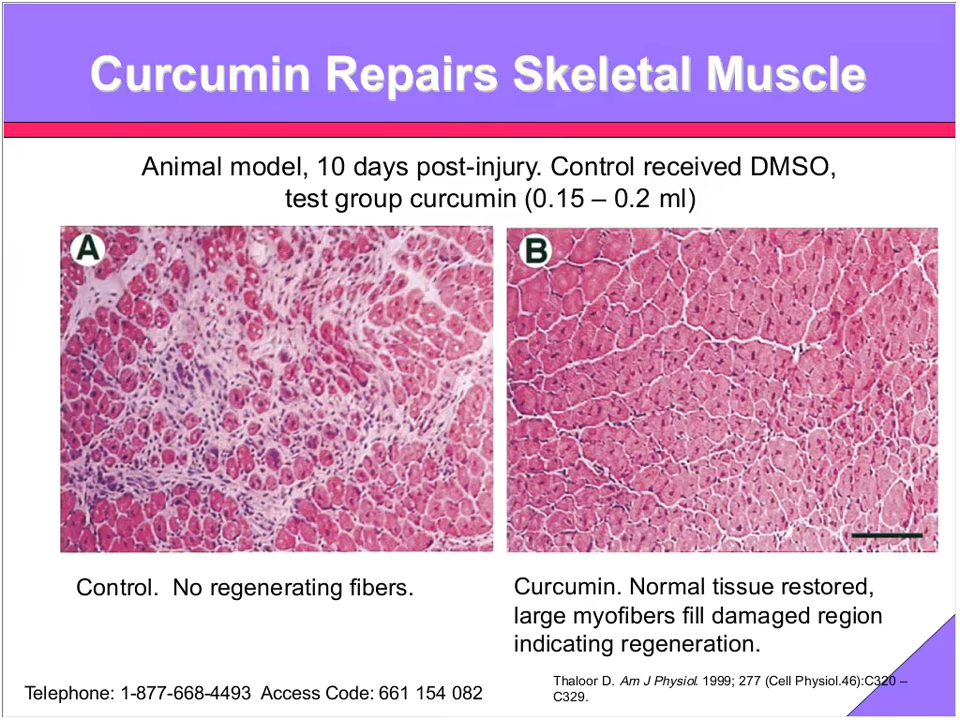 Curcumin Repairs Skeletal Muscle
Animal model, 10 days post-injury. Control received DMSO,
test group curcumin (0.15 – 0.2 ml)
A
B
Control.  No regenerating fibers.
Curcumin. Normal tissue restored,
large myofibers fill damaged region
indicating regeneration.
Telephone: 1-877-668-4493  Access Code: 661 154 082
Thaloor D. Am J Physiol. 1999; 277 (Cell Physiol.46):C320 –
C329.